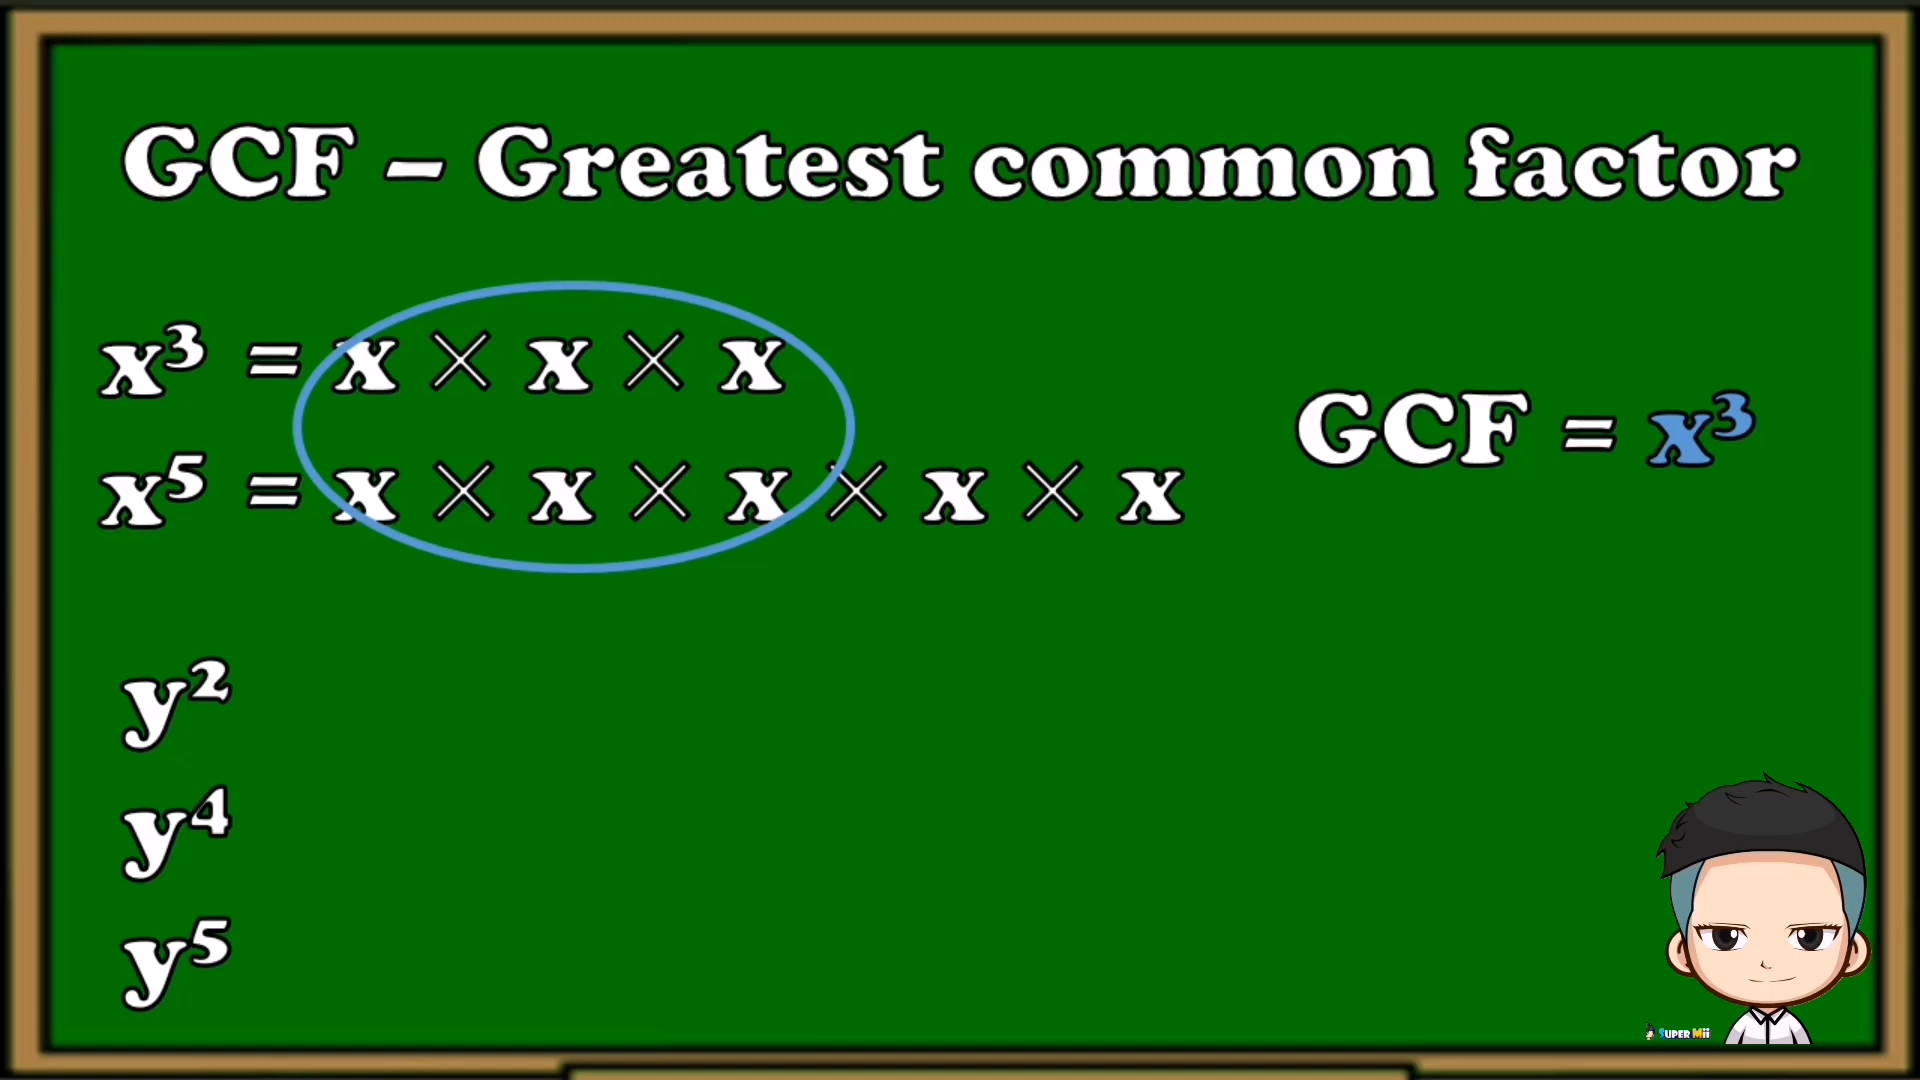 GCF – Greatest common factor
x³ = x × x × x
x⁵ = x × x × x × x × x
GCF = x³
y²
y⁴
y⁵
SUPER Mii